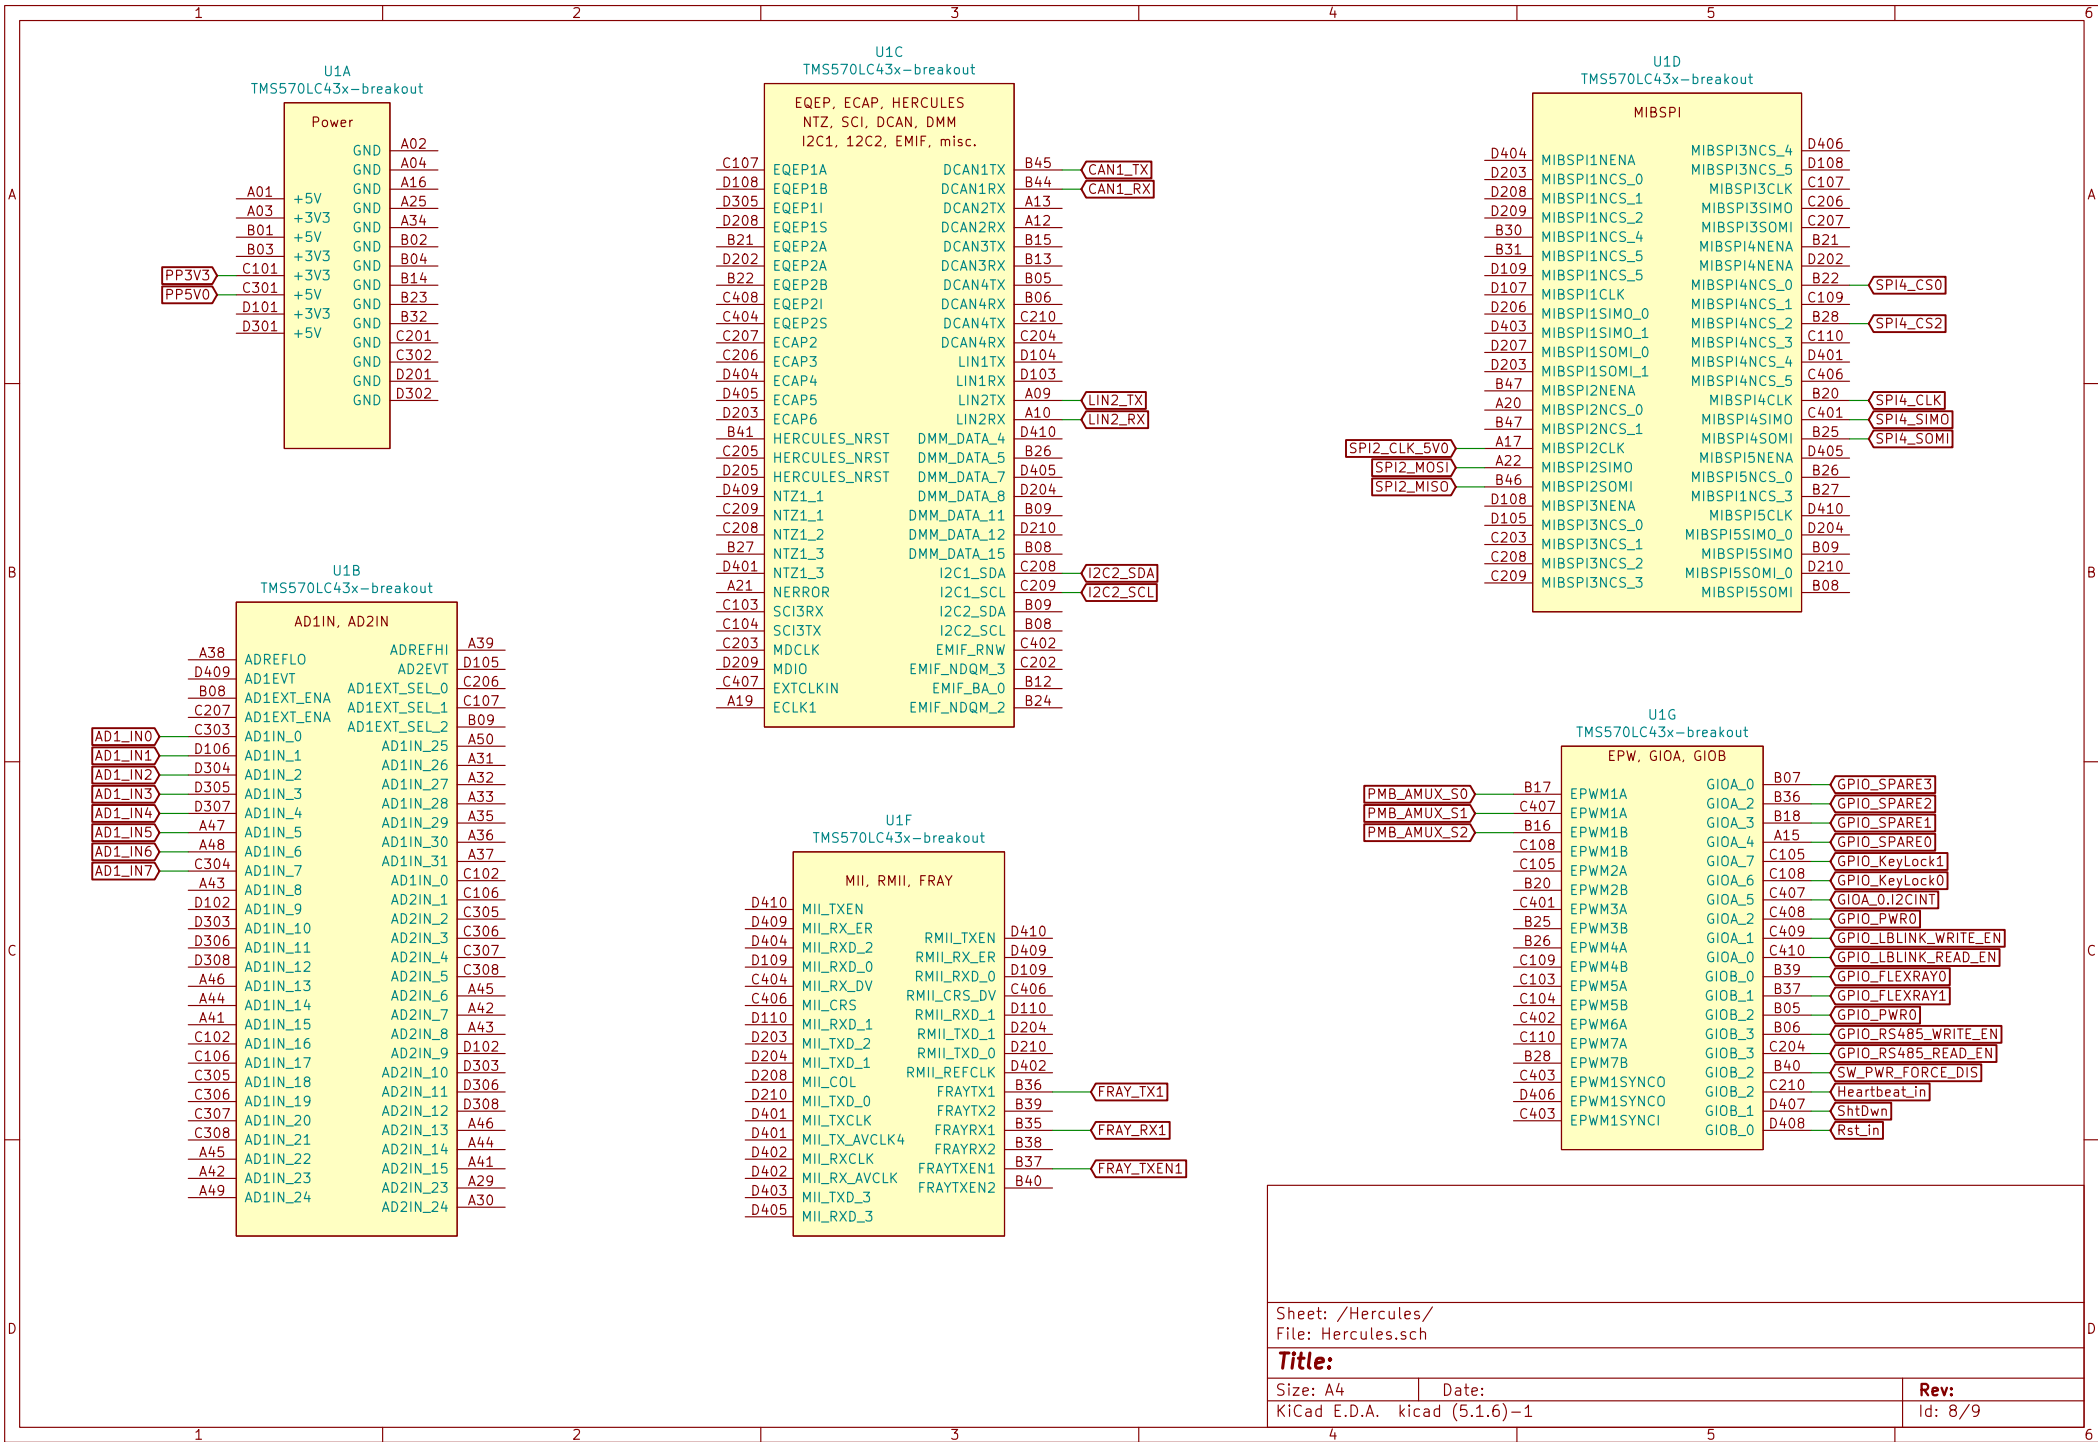 1 2 3 4 5 6
A
B
C
D
U1A
TMS570LC43x-breakout
Power
A01 +5V
A03 +3V3
B01 +5V
B03 +3V3
PP3V3 C101 +3V3
PP5V0 C301 +5V
D101 +3V3
D301 +5V
GND A02
GND A04
GND A16
GND A25
GND A34
GND B02
GND B04
GND B14
GND B23
GND B32
GND C201
GND C302
GND D201
GND D302
U1B
TMS570LC43x-breakout
AD1IN, AD2IN
A38 ADREFLO
D409 AD1EVT
B08 AD1EXT_ENA
C207 AD1EXT_ENA
AD1_IN0 C303 AD1IN_0
AD1_IN1 D106 AD1IN_1
AD1_IN2 D304 AD1IN_2
AD1_IN3 D305 AD1IN_3
AD1_IN4 D307 AD1IN_4
AD1_IN5 A47 AD1IN_5
AD1_IN6 A48 AD1IN_6
AD1_IN7 C304 AD1IN_7
A43 AD1IN_8
D102 AD1IN_9
D303 AD1IN_10
D306 AD1IN_11
D308 AD1IN_12
A46 AD1IN_13
A44 AD1IN_14
A41 AD1IN_15
C102 AD1IN_16
C106 AD1IN_17
C305 AD1IN_18
C306 AD1IN_19
C307 AD1IN_20
C308 AD1IN_21
A45 AD1IN_22
A42 AD1IN_23
A49 AD1IN_24
ADREFHI A39
AD2EVT D105
AD1EXT_SEL_0 C206
AD1EXT_SEL_1 C107
AD1EXT_SEL_2 B09
AD1IN_25 A50
AD1IN_26 A31
AD1IN_27 A32
AD1IN_28 A33
AD1IN_29 A35
AD1IN_30 A36
AD1IN_31 A37
AD1IN_0 C102
AD2IN_1 C106
AD2IN_2 C305
AD2IN_3 C306
AD2IN_4 C307
AD2IN_5 C308
AD2IN_6 A45
AD2IN_7 A42
AD2IN_8 A43
AD2IN_9 D102
AD2IN_10 D303
AD2IN_11 D306
AD2IN_12 D308
AD2IN_13 A46
AD2IN_14 A44
AD2IN_15 A41
AD2IN_23 A29
AD2IN_24 A30
U1C
TMS570LC43x-breakout
EQEP, ECAP, HERCULES
NTZ, SCI, DCAN, DMM
I2C1, 12C2, EMIF, misc.
C107 EQEP1A
D108 EQEP1B
D305 EQEP1I
D208 EQEP1S
B21 EQEP2A
D202 EQEP2A
B22 EQEP2B
C408 EQEP2I
C404 EQEP2S
C207 ECAP2
C206 ECAP3
D404 ECAP4
D405 ECAP5
D203 ECAP6
B41 HERCULES_NRST
C205 HERCULES_NRST
D205 HERCULES_NRST
D409 NTZ1_1
C209 NTZ1_1
C208 NTZ1_2
B27 NTZ1_3
D401 NTZ1_3
A21 NERROR
C103 SCI3RX
C104 SCI3TX
C203 MDCLK
D209 MDIO
C407 EXTCLKIN
A19 ECLK1
DCAN1TX B45 CAN1_TX
DCAN1RX B44 CAN1_RX
DCAN2TX A13
DCAN2RX A12
DCAN3TX B15
DCAN3RX B13
DCAN4TX B05
DCAN4RX B06
DCAN4TX C210
DCAN4RX C204
LIN1TX D104
LIN1RX D103
LIN2TX A09 LIN2_TX
LIN2RX A10 LIN2_RX
DMM_DATA_4 D410
DMM_DATA_5 B26
DMM_DATA_7 D405
DMM_DATA_8 D204
DMM_DATA_11 B09
DMM_DATA_12 D210
DMM_DATA_15 B08
I2C1_SDA C208 I2C2_SDA
I2C1_SCL C209 I2C2_SCL
I2C2_SDA B09
I2C2_SCL B08
EMIF_RNW C402
EMIF_NDQM_3 C202
EMIF_BA_0 B12
EMIF_NDQM_2 B24
U1F
TMS570LC43x-breakout
MII, RMII, FRAY
D410 MII_TXEN
D409 MII_RX_ER
D404 MII_RXD_2
D109 MII_RXD_0
C404 MII_RX_DV
C406 MII_CRS
D110 MII_RXD_1
D203 MII_TXD_2
D204 MII_TXD_1
D208 MII_COL
D210 MII_TXD_0
D401 MII_TXCLK
D401 MII_TX_AVCLK4
D402 MII_RXCLK
D402 MII_RX_AVCLK
D403 MII_TXD_3
D405 MII_RXD_3
RMII_TXEN D410
RMII_RX_ER D409
RMII_RXD_0 D109
RMII_CRS_DV C406
RMII_RXD_1 D110
RMII_TXD_1 D204
RMII_TXD_0 D210
RMII_REFCLK D402
FRAYTX1 B36 FRAY_TX1
FRAYTX2 B39
FRAYRX1 B35 FRAY_RX1
FRAYRX2 B38
FRAYTXEN1 B37 FRAY_TXEN1
FRAYTXEN2 B40
U1D
TMS570LC43x-breakout
MIBSPI
D404 MIBSPI1NENA
D203 MIBSPI1NCS_0
D208 MIBSPI1NCS_1
D209 MIBSPI1NCS_2
B30 MIBSPI1NCS_4
B31 MIBSPI1NCS_5
D109 MIBSPI1NCS_5
D107 MIBSPI1CLK
D206 MIBSPI1SIMO_0
D403 MIBSPI1SIMO_1
D207 MIBSPI1SOMI_0
D203 MIBSPI1SOMI_1
B47 MIBSPI2NENA
A20 MIBSPI2NCS_0
B47 MIBSPI2NCS_1
SPI2_CLK_5V0 A17 MIBSPI2CLK
SPI2_MOSI A22 MIBSPI2SIMO
SPI2_MISO B46 MIBSPI2SOMI
D108 MIBSPI3NENA
D105 MIBSPI3NCS_0
C203 MIBSPI3NCS_1
C208 MIBSPI3NCS_2
C209 MIBSPI3NCS_3
MIBSPI3NCS_4 D406
MIBSPI3NCS_5 D108
MIBSPI3CLK C107
MIBSPI3SIMO C206
MIBSPI3SOMI C207
MIBSPI4NENA B21
MIBSPI4NENA D202
MIBSPI4NCS_0 B22 SPI4_CS0
MIBSPI4NCS_1 C109
MIBSPI4NCS_2 B28 SPI4_CS2
MIBSPI4NCS_3 C110
MIBSPI4NCS_4 D401
MIBSPI4NCS_5 C406
MIBSPI4CLK B20 SPI4_CLK
MIBSPI4SIMO C401 SPI4_SIMO
MIBSPI4SOMI B25 SPI4_SOMI
MIBSPI5NENA D405
MIBSPI5NCS_0 B26
MIBSPI1NCS_3 B27
MIBSPI5CLK D410
MIBSPI5SIMO_0 D204
MIBSPI5SIMO B09
MIBSPI5SOMI_0 D210
MIBSPI5SOMI B08
U1G
TMS570LC43x-breakout
EPW, GIOA, GIOB
PMB_AMUX_S0 B17 EPWM1A
PMB_AMUX_S1 C407 EPWM1A
PMB_AMUX_S2 B16 EPWM1B
C108 EPWM1B
C105 EPWM2A
B20 EPWM2B
C401 EPWM3A
B25 EPWM3B
B26 EPWM4A
C109 EPWM4B
C103 EPWM5A
C104 EPWM5B
C402 EPWM6A
C110 EPWM7A
B28 EPWM7B
C403 EPWM1SYNCO
D406 EPWM1SYNCO
C403 EPWM1SYNCI
GIOA_0 B07 GPIO_SPARE3
GIOA_2 B36 GPIO_SPARE2
GIOA_3 B18 GPIO_SPARE1
GIOA_4 A15 GPIO_SPARE0
GIOA_7 C105 GPIO_KeyLock1
GIOA_6 C108 GPIO_KeyLock0
GIOA_5 C407 GIOA_0.I2CINT
GIOA_2 C408 GPIO_PWR0
GIOA_1 C409 GPIO_LBLINK_WRITE_EN
GIOA_0 C410 GPIO_LBLINK_READ_EN
GIOB_0 B39 GPIO_FLEXRAY0
GIOB_1 B37 GPIO_FLEXRAY1
GIOB_2 B05 GPIO_PWR0
GIOB_3 B06 GPIO_RS485_WRITE_EN
GIOB_3 C204 GPIO_RS485_READ_EN
GIOB_2 B40 SW_PWR_FORCE_DIS
GIOB_2 C210 Heartbeat_in
GIOB_1 D407 ShtDwn
GIOB_0 D408 Rst_in
Sheet: /Hercules/
File: Hercules.sch
Title:
Size: A4 Date: Rev:
KiCad E.D.A. kicad (5.1.6)-1 Id: 8/9
A
B
C
D
1 2 3 4 5 6